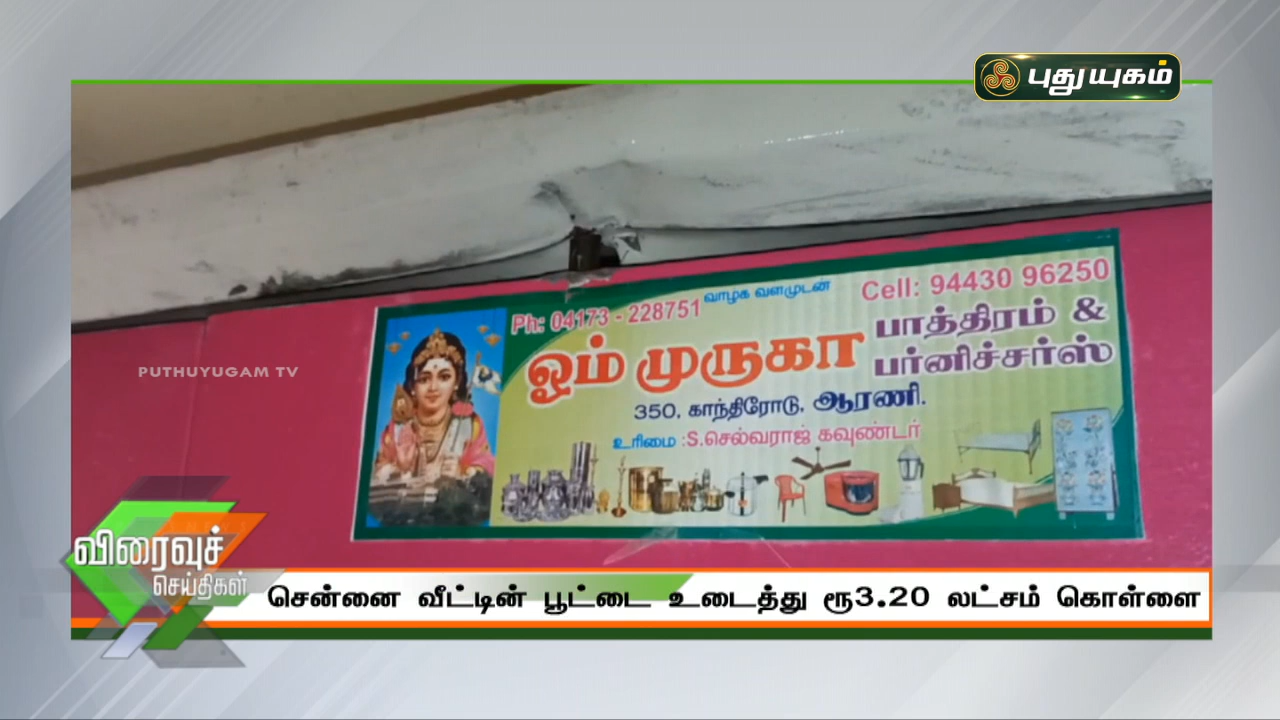 புதுயுகம்
Ph: 04173 - 228751 வாழக வளமுடன் Cell: 94430 96250
ஓம் முருகா பாத்திரம் &
பர்னிச்சர்ஸ்
350, காந்திரோடு, ஆரணி.
உரிமை :S.செல்வராஜ் கவுண்டர்
PUTHUYUGAM TV
விரைவுச்
செய்திகள்
சென்னை வீட்டின் பூட்டை உடைத்து ரூ3.20 லட்சம் கொள்ளை